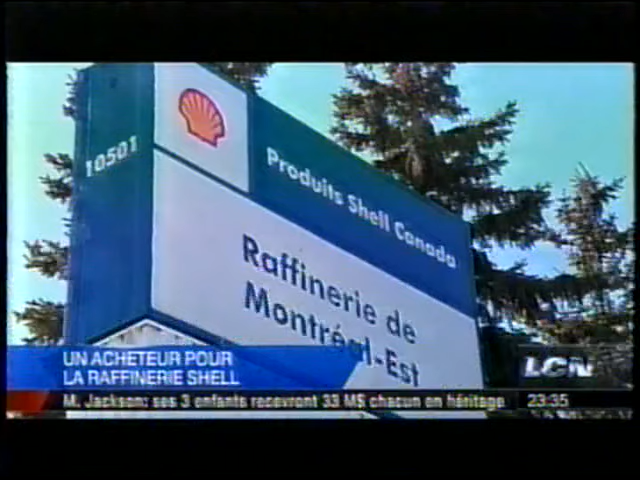 10501
Produits Shell Canada
Raffinerie de
Montréal-Est
UN ACHETEUR POUR
LA RAFFINERIE SHELL
LCN
M. Jackson: ses 3 enfants recevront 33 M$ chacun en héritage
23:35